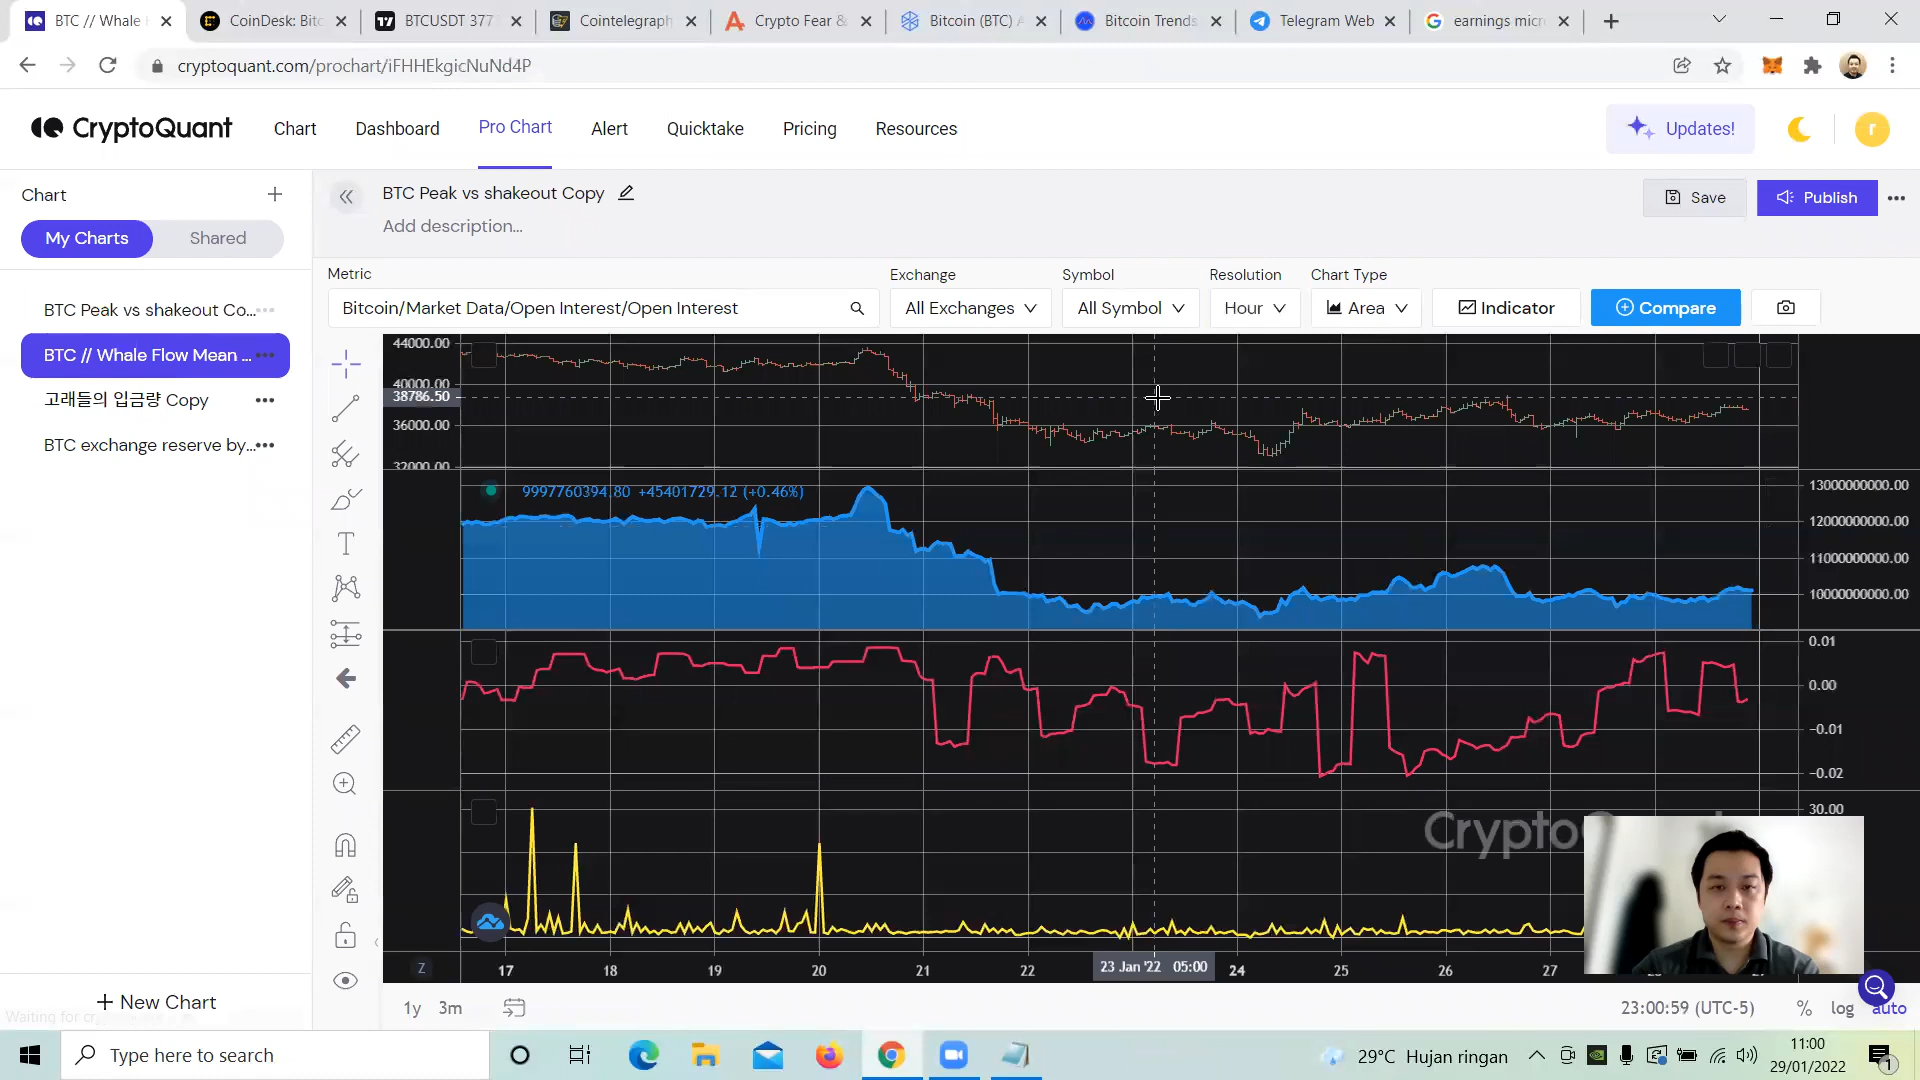 BTC // Whale
CoinDesk: Bitc
BTCUSDT 377
Cointelegraph
Crypto Fear &
Bitcoin (BTC) A
Bitcoin Trends
Telegram Web
earnings micr
cryptoquant.com/prochart/iFHHEkgicNuNd4P
CryptoQuant
Chart
Dashboard
Pro Chart
Alert
Quicktake
Pricing
Resources
Updates!
r
Chart
My Charts
Shared
BTC Peak vs shakeout Co...
BTC // Whale Flow Mean ...
고래들의 입금량 Copy
BTC exchange reserve by...
New Chart
BTC Peak vs shakeout Copy
Add description...
Save
Publish
Metric
Exchange
Symbol
Resolution
Chart Type
Bitcoin/Market Data/Open Interest/Open Interest
All Exchanges
All Symbol
Hour
Area
Indicator
Compare
44000.00
40000.00
38786.50
36000.00
32000.00
9997760394.80 +45401729.12 (+0.46%)
13000000000.00
12000000000.00
11000000000.00
10000000000.00
0.01
0.00
-0.01
-0.02
30.00
Z
17
18
19
20
21
22
23 Jan '22 05:00
24
25
26
27
1y
3m
23:00:59 (UTC-5)
%
log
auto
Type here to search
29°C Hujan ringan
11:00
29/01/2022
1